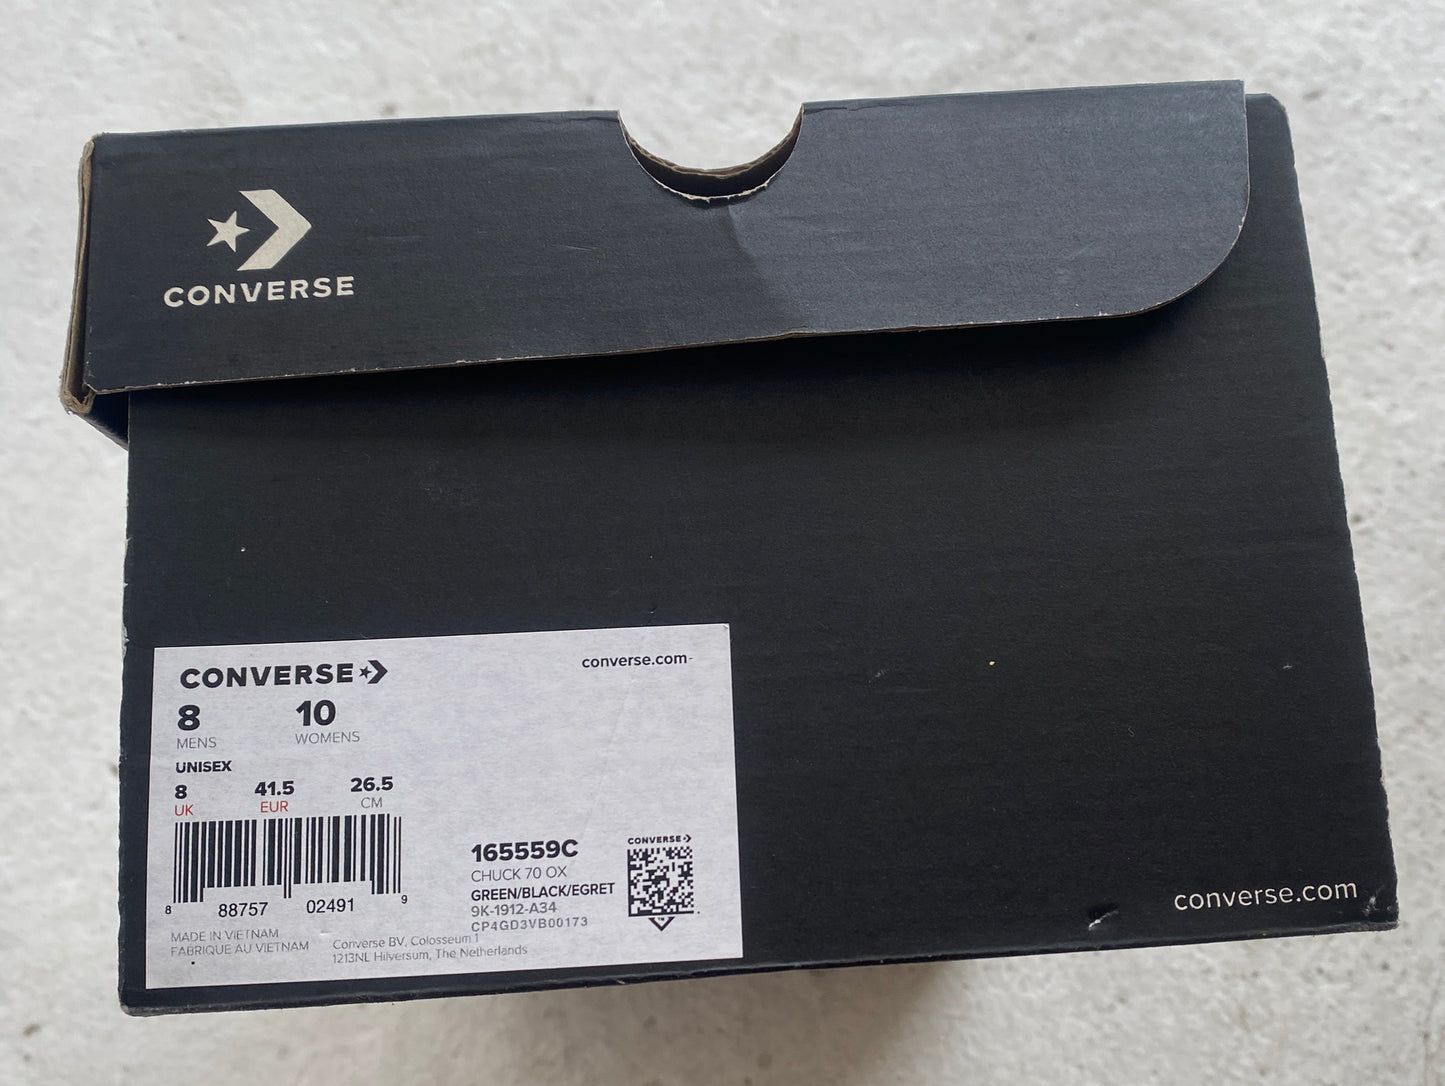 CONVERSE
CONVERSE
converse.com
8 10
MENS WOMENS
UNISEX
8 41.5 26.5
UK EUR CM
8 88757 02491 9
165559C
CHUCK 70 OX
GREEN/BLACK/EGRET
9K-1912-A34
CP4GD3VB00173
CONVERSE
MADE IN VIETNAM
FABRIQUE AU VIETNAM
Converse BV, Colosseum 1
1213NL Hilversum, The Netherlands
converse.com